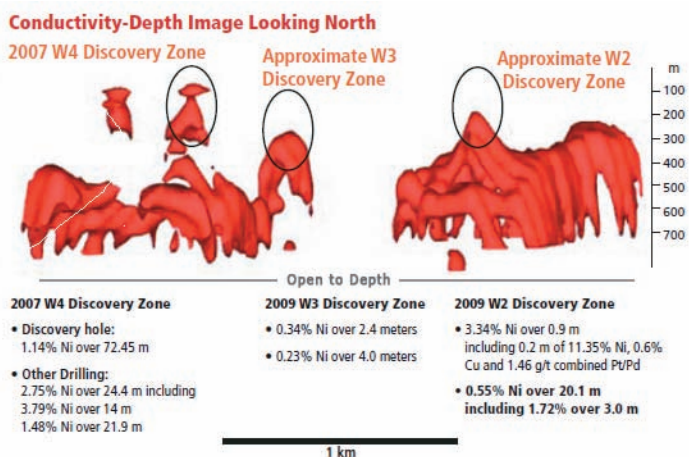 Conductivity-Depth Image Looking North
2007 W4 Discovery Zone
Approximate W3
Discovery Zone
Approximate W2
Discovery Zone
m
100
200
300
400
500
600
700
Open to Depth
2007 W4 Discovery Zone
• Discovery hole:
1.14% Ni over 72.45 m
• Other Drilling:
2.75% Ni over 24.4 m including
3.79% Ni over 14 m
1.48% Ni over 21.9 m
2009 W3 Discovery Zone
• 0.34% Ni over 2.4 meters
• 0.23% Ni over 4.0 meters
2009 W2 Discovery Zone
• 3.34% Ni over 0.9 m
including 0.2 m of 11.35% Ni, 0.6%
Cu and 1.46 g/t combined Pt/Pd
• 0.55% Ni over 20.1 m
including 1.72% over 3.0 m
1 km